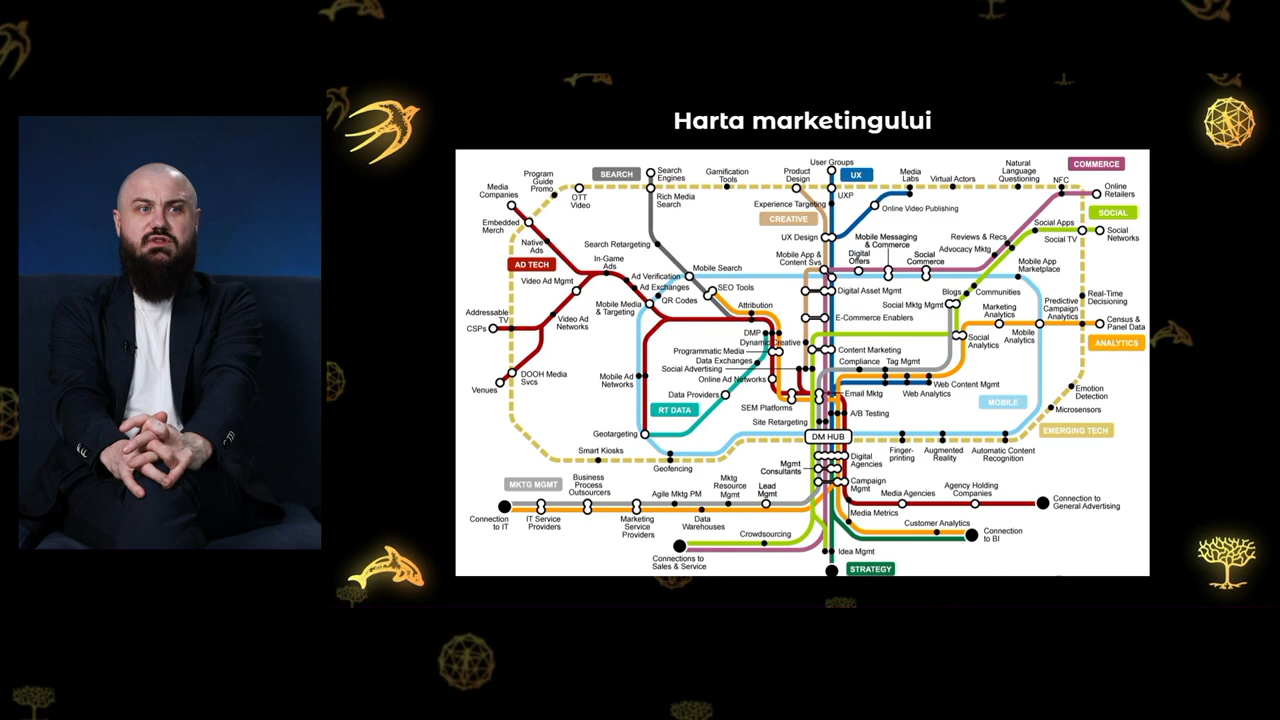 Harta marketingului
User Groups
COMMERCE
SEARCH
Search
Engines
Gamification
Tools
Product
Design
UX
Media
Labs
Virtual Actors
Natural
Language
Questioning
NFC
Program
Guide
Promo
Media
Companies
OTT
Video
Rich Media
Search
UXP
Online
Retailers
Experience Targeting
Online Video Publishing
SOCIAL
CREATIVE
Embedded
Merch
Social Apps
Social
Networks
Native
Ads
Search Retargeting
UX Design
Mobile Messaging
& Commerce
Reviews & Recs
Social TV
Advocacy Mktg
AD TECH
In-Game
Ads
Mobile App &
Content Svs
Digital
Offers
Social
Commerce
Mobile Search
Mobile App
Marketplace
Ad Verification
Video Ad Mgmt
Ad Exchanges
SEO Tools
Digital Asset Mgmt
Blogs
Communities
Real-Time
Decisioning
QR Codes
Mobile Media
& Targeting
Attribution
Social Mktg Mgmt
Marketing
Analytics
Predictive
Campaign
Analytics
Addressable
TV
CSPs
Video Ad
Networks
E-Commerce Enablers
Census &
Panel Data
DMP
Dynamic Creative
Social
Analytics
Mobile
Analytics
ANALYTICS
Programmatic Media
Content Marketing
Data Exchanges
Compliance
Tag Mgmt
Social Advertising
DOOH Media
Svcs
Venues
Mobile Ad
Networks
Online Ad Networks
Web Content Mgmt
Data Providers
Email Mktg
Web Analytics
Emotion
Detection
MOBILE
RT DATA
SEM Platforms
A/B Testing
Microsensors
Site Retargeting
EMERGING TECH
Geotargeting
DM HUB
Smart Kiosks
Geofencing
Finger-
printing
Augmented
Reality
Automatic Content
Recognition
Mgmt
Consultants
Digital
Agencies
MKTG MGMT
Business
Process
Outsourcers
Agile Mktg PM
Mktg
Resource
Mgmt
Lead
Mgmt
Campaign
Mgmt
Media Agencies
Agency Holding
Companies
Connection to
General Advertising
Connection
to IT
IT Service
Providers
Marketing
Service
Providers
Data
Warehouses
Media Metrics
Customer Analytics
Connection
to BI
Crowdsourcing
Connections to
Sales & Service
Idea Mgmt
STRATEGY